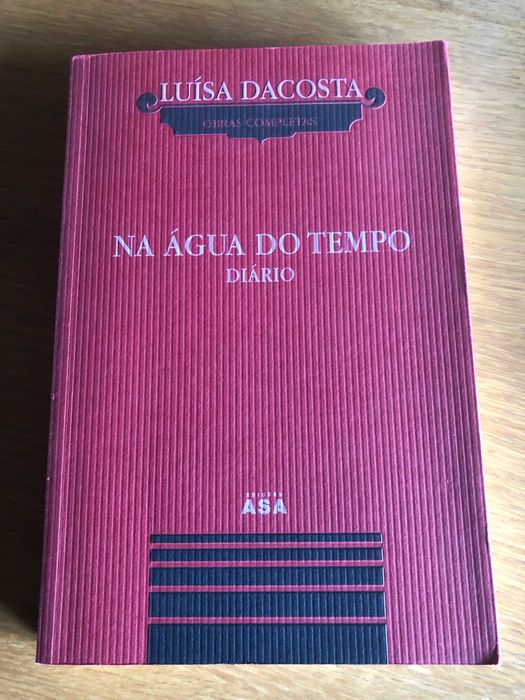 LUÍSA DACOSTA
OBRAS COMPLETAS
NA ÁGUA DO TEMPO
DIÁRIO
EDIÇÕES
ASA